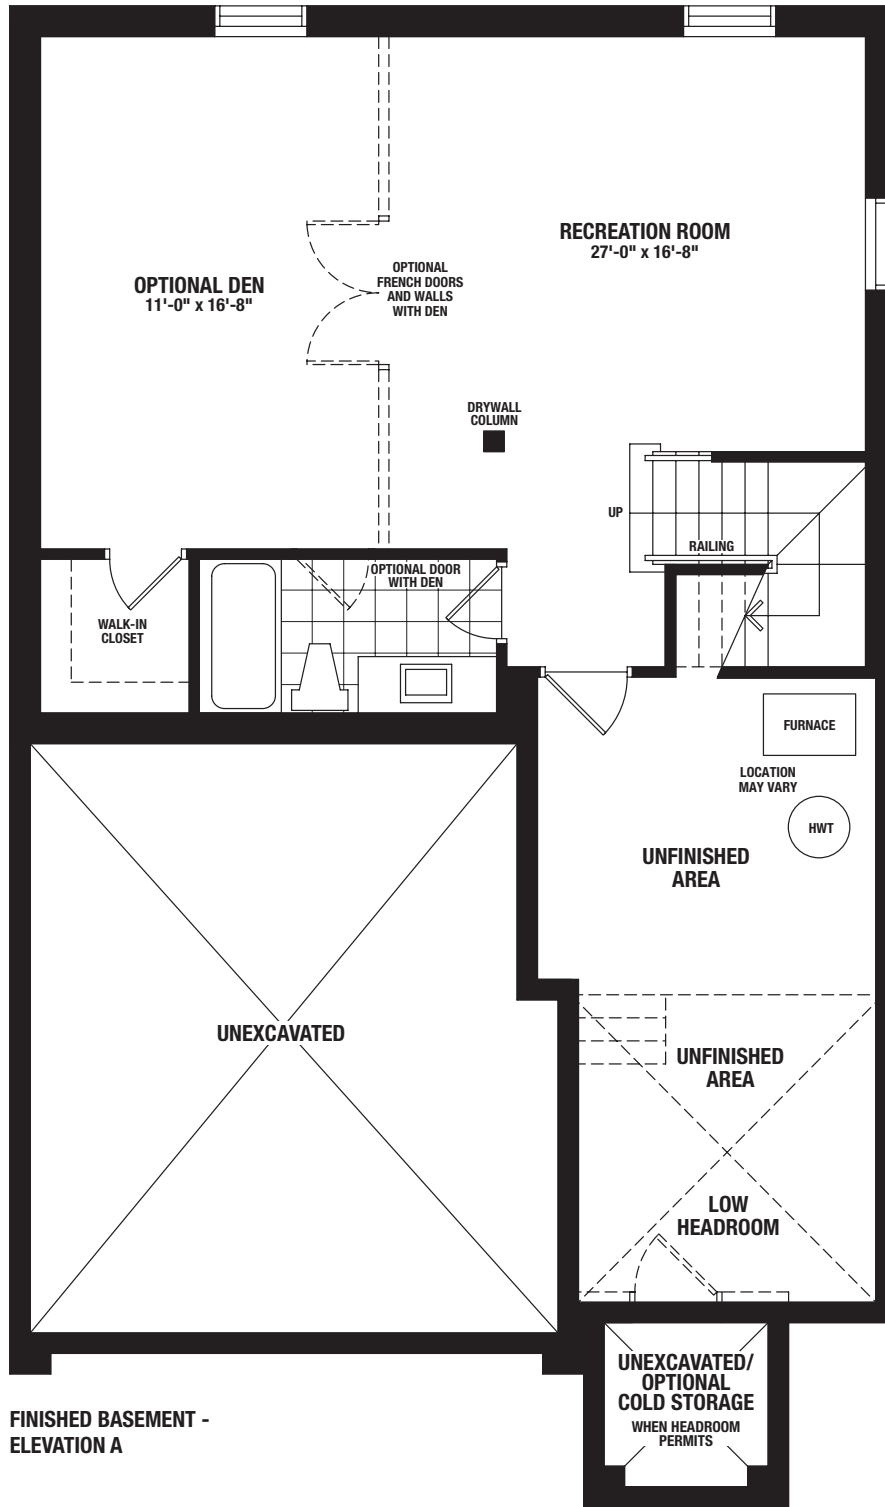 RECREATION ROOM
27'-0" x 16'-8"
OPTIONAL DEN
11'-0" x 16'-8"
OPTIONAL
FRENCH DOORS
AND WALLS
WITH DEN
DRYWALL
COLUMN
UP
RAILING
OPTIONAL DOOR
WITH DEN
WALK-IN
CLOSET
FURNACE
LOCATION
MAY VARY
HWT
UNFINISHED
AREA
UNEXCAVATED
UNFINISHED
AREA
LOW
HEADROOM
UNEXCAVATED/
OPTIONAL
COLD STORAGE
WHEN HEADROOM
PERMITS
FINISHED BASEMENT -
ELEVATION A